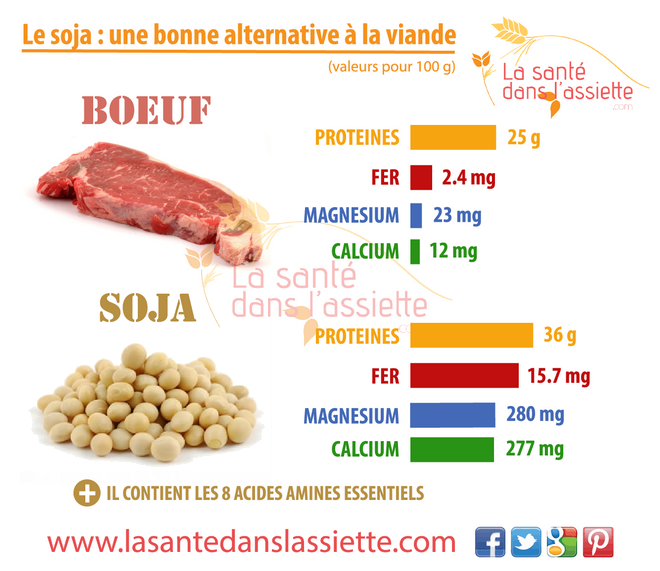 Le soja : une bonne alternative à la viande
(valeurs pour 100 g)
La santé
dans l'assiette
.com
BOEUF
PROTEINES 25 g
FER 2.4 mg
MAGNESIUM 23 mg
CALCIUM 12 mg
La santé
dans l'assiette
SOJA
PROTEINES 36 g
FER 15.7 mg
MAGNESIUM 280 mg
CALCIUM 277 mg
+ IL CONTIENT LES 8 ACIDES AMINES ESSENTIELS
www.lasantedanslassiette.com